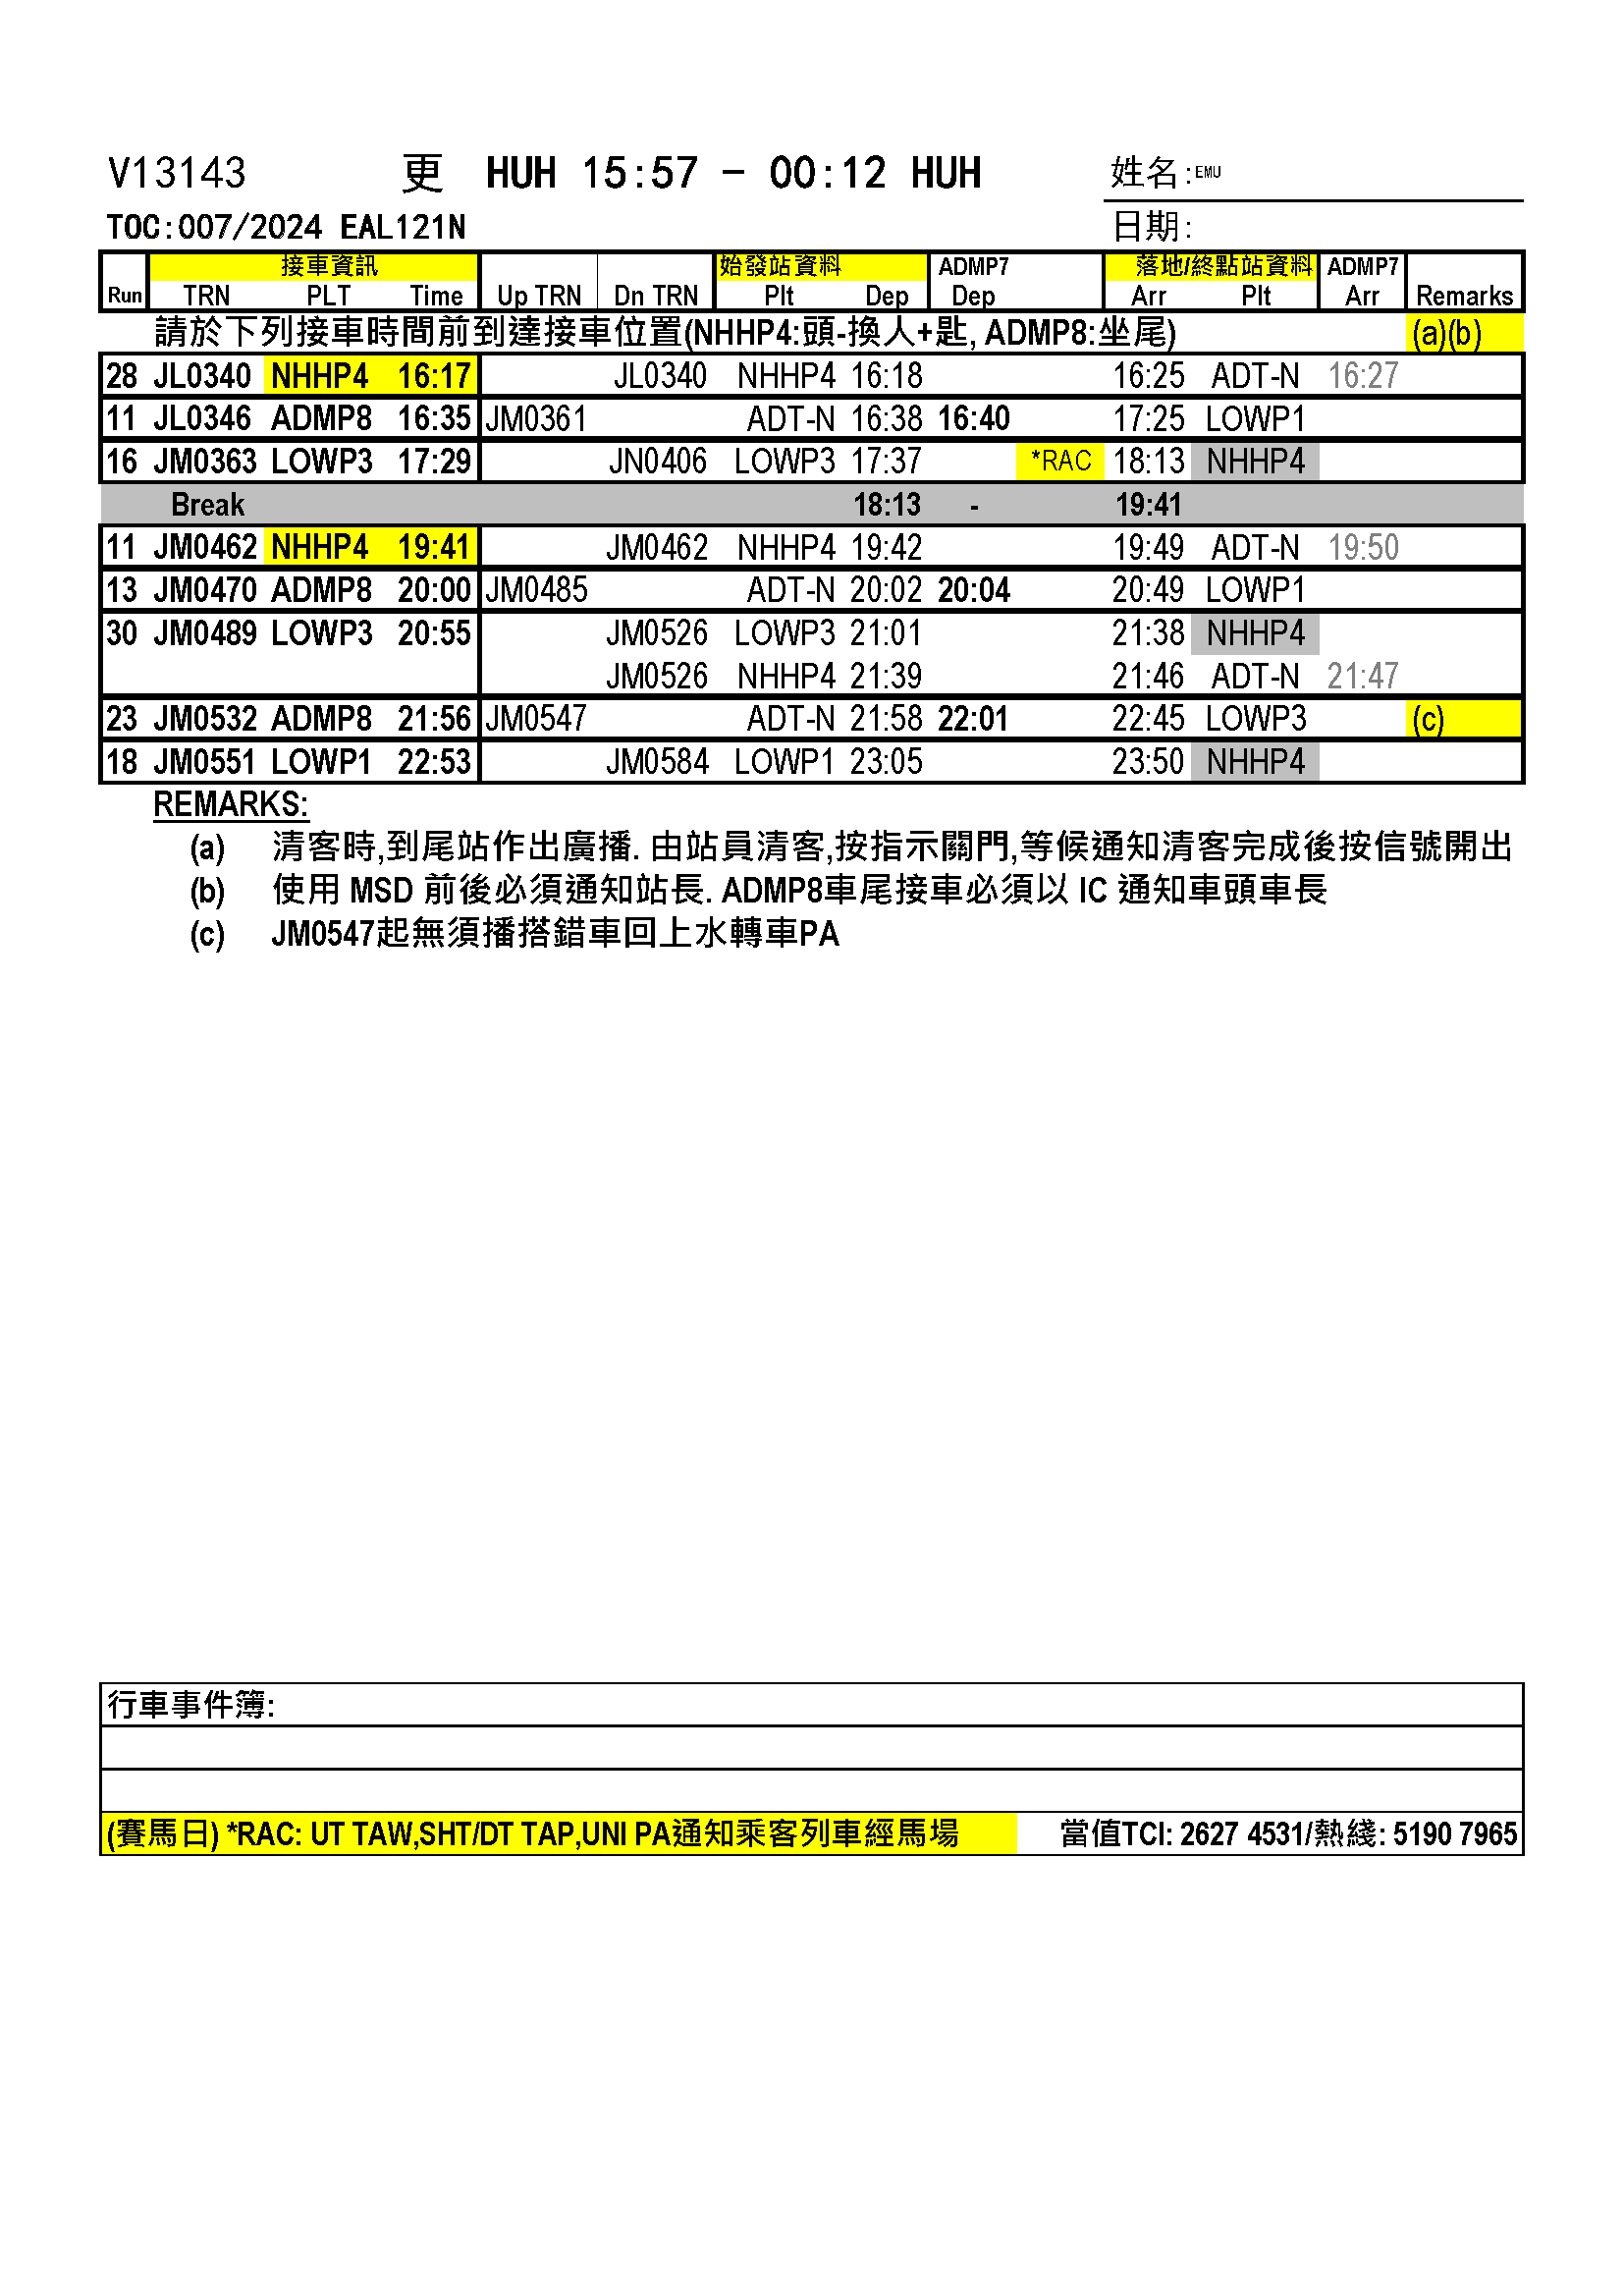 V13143 更 HUH 15:57 - 00:12 HUH 姓名:EMU
TOC:007/2024 EAL121N 日期:
接車資訊 始發站資料 ADMP7 落地/終點站資料 ADMP7
Run TRN PLT Time Up TRN Dn TRN Plt Dep Dep Arr Plt Arr Remarks
請於下列接車時間前到達接車位置(NHHP4:頭-換人+匙, ADMP8:坐尾) (a)(b)
28 JL0340 NHHP4 16:17 JL0340 NHHP4 16:18 16:25 ADT-N 16:27
11 JL0346 ADMP8 16:35 JM0361 ADT-N 16:38 16:40 17:25 LOWP1
16 JM0363 LOWP3 17:29 JN0406 LOWP3 17:37 *RAC 18:13 NHHP4
Break 18:13 - 19:41
11 JM0462 NHHP4 19:41 JM0462 NHHP4 19:42 19:49 ADT-N 19:50
13 JM0470 ADMP8 20:00 JM0485 ADT-N 20:02 20:04 20:49 LOWP1
30 JM0489 LOWP3 20:55 JM0526 LOWP3 21:01 21:38 NHHP4
JM0526 NHHP4 21:39 21:46 ADT-N 21:47
23 JM0532 ADMP8 21:56 JM0547 ADT-N 21:58 22:01 22:45 LOWP3 (c)
18 JM0551 LOWP1 22:53 JM0584 LOWP1 23:05 23:50 NHHP4
REMARKS:
(a) 清客時,到尾站作出廣播. 由站員清客,按指示關門,等候通知清客完成後按信號開出
(b) 使用 MSD 前後必須通知站長. ADMP8車尾接車必須以 IC 通知車頭車長
(c) JM0547起無須播搭錯車回上水轉車PA
行車事件簿:
(賽馬日) *RAC: UT TAW,SHT/DT TAP,UNI PA通知乘客列車經馬場 當值TCI: 2627 4531/熱綫: 5190 7965